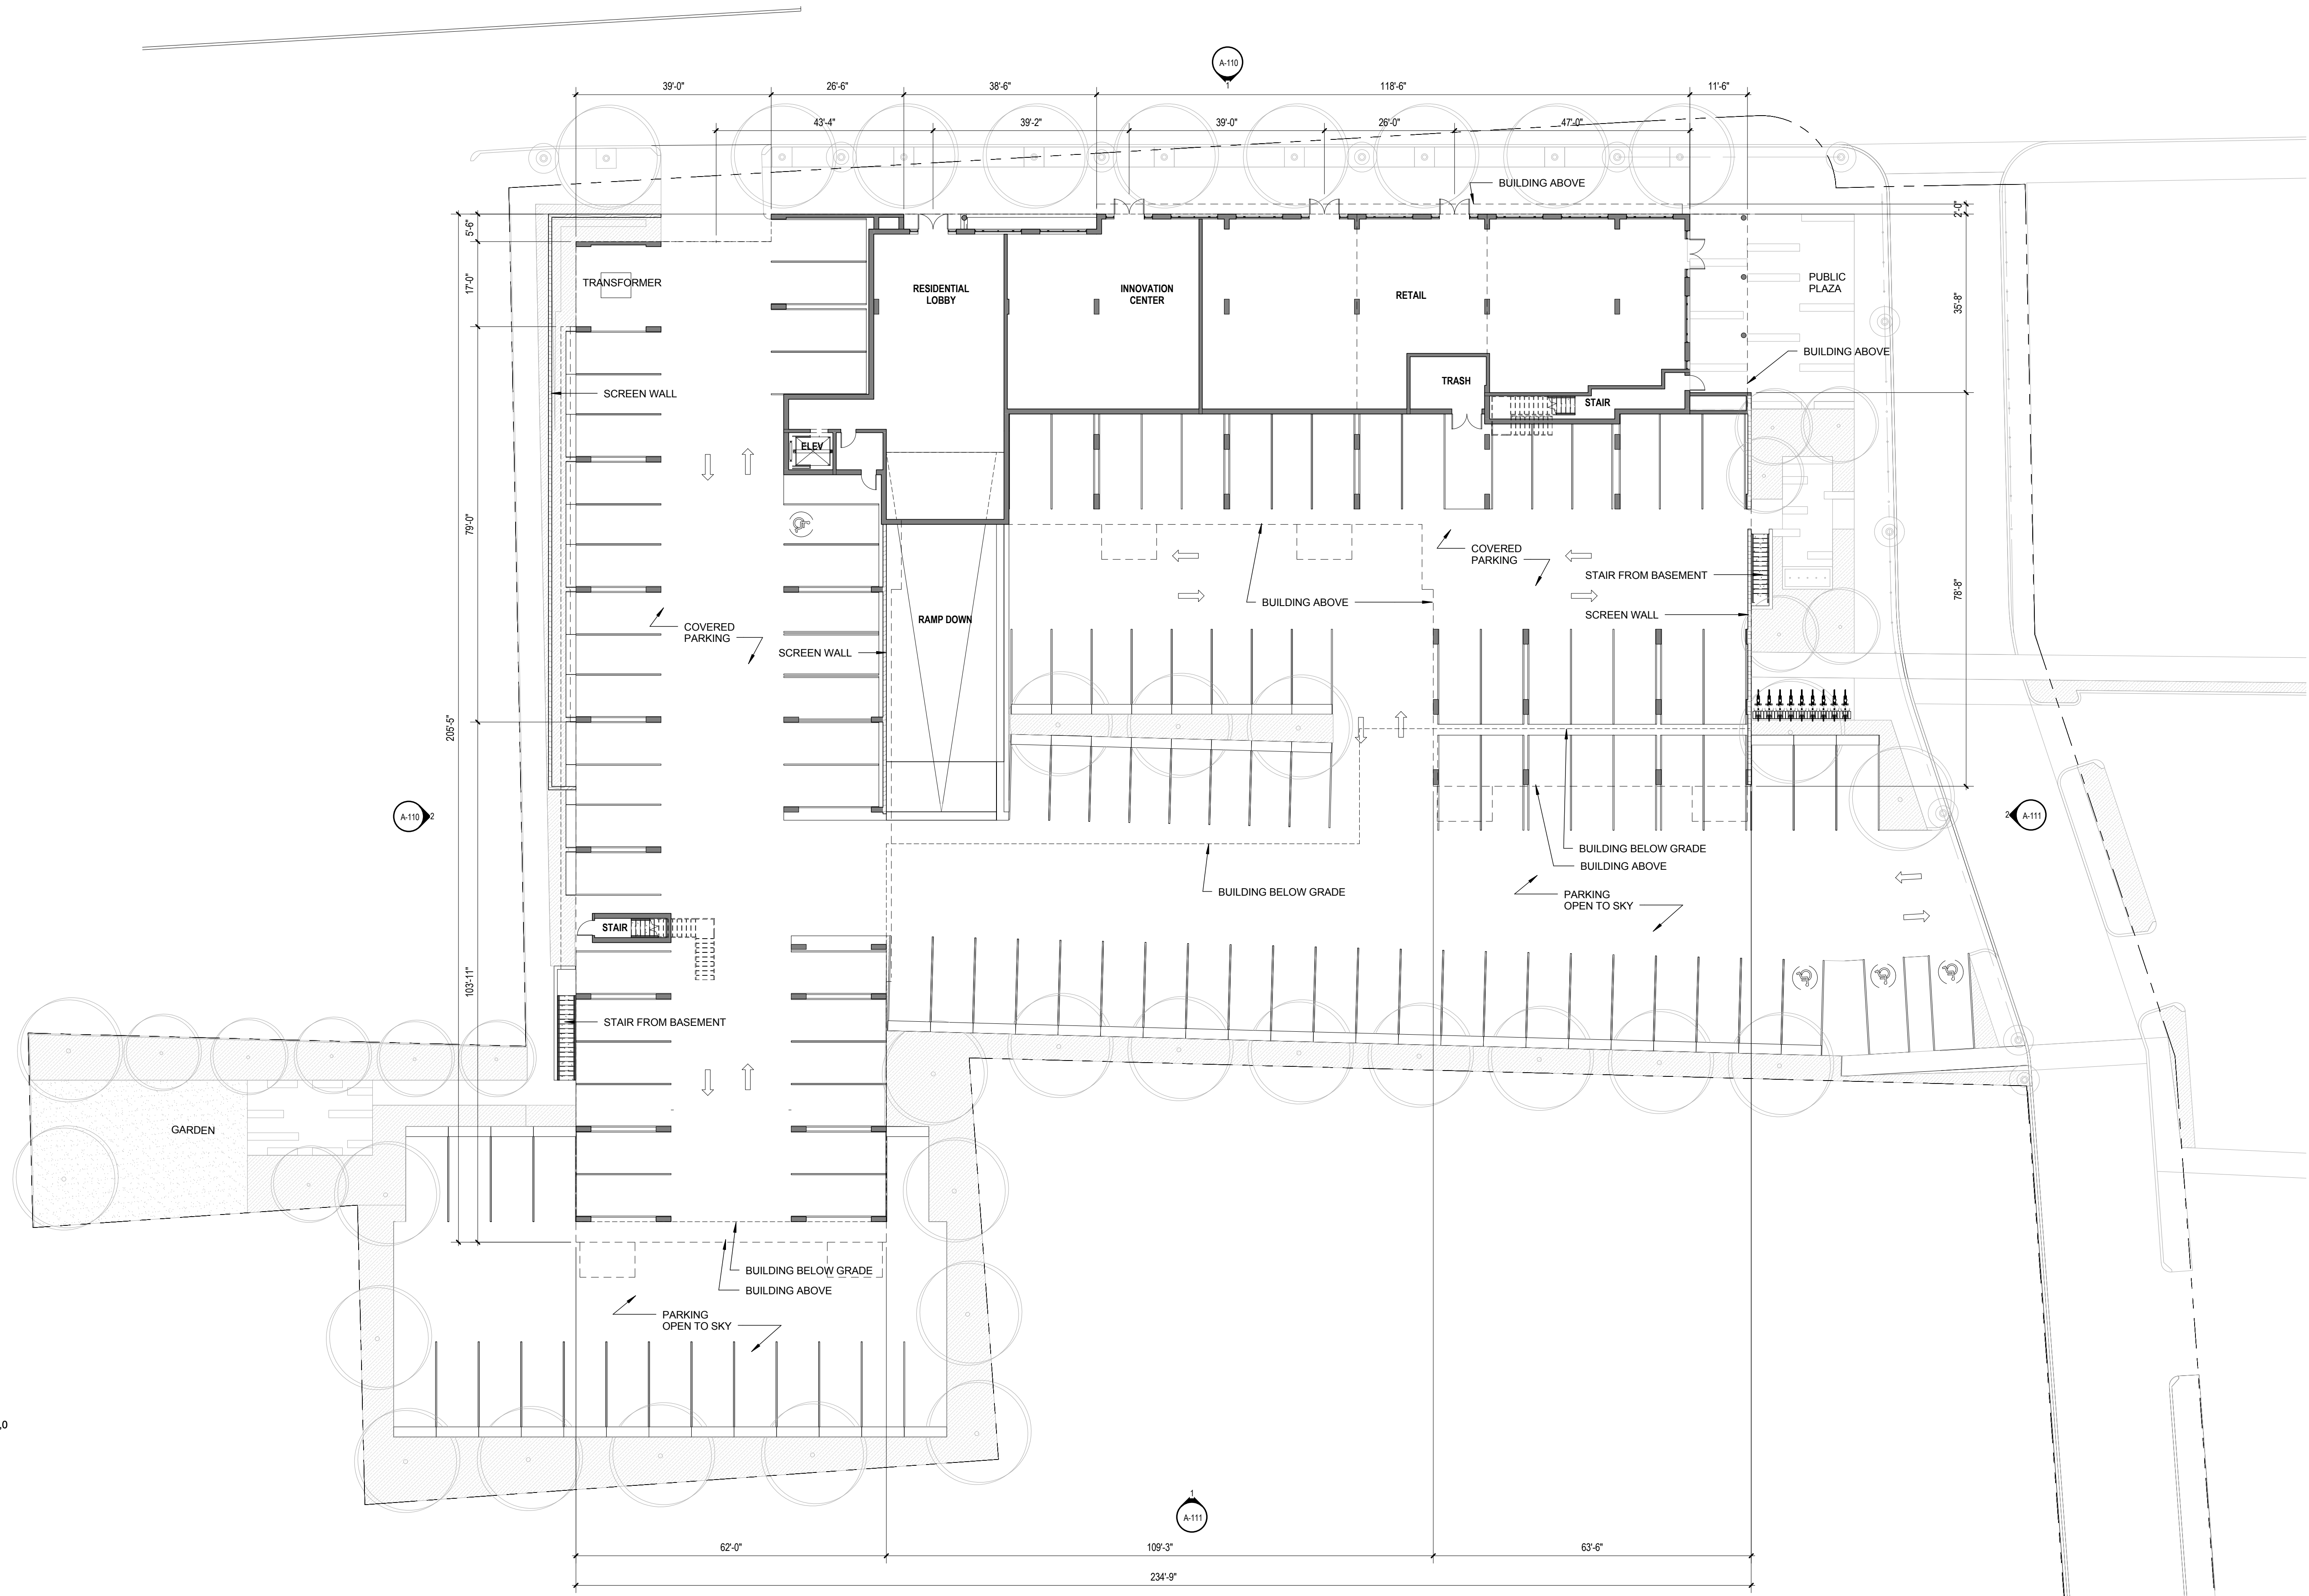 A-110
1
39'-0"
26'-6"
38'-6"
118'-6"
11'-6"
43'-4"
39'-2"
39'-0"
26'-0"
47'-0"
BUILDING ABOVE
2'-0"
5'-6"
17'-0"
TRANSFORMER
RESIDENTIAL
LOBBY
INNOVATION
CENTER
RETAIL
PUBLIC
PLAZA
35'-8"
BUILDING ABOVE
SCREEN WALL
TRASH
STAIR
ELEV
79'-0"
COVERED
PARKING
STAIR FROM BASEMENT
78'-8"
BUILDING ABOVE
SCREEN WALL
RAMP DOWN
COVERED
PARKING
SCREEN WALL
205'-5"
A-110
2
2
A-111
BUILDING BELOW GRADE
BUILDING ABOVE
BUILDING BELOW GRADE
PARKING
OPEN TO SKY
STAIR
103'-11"
STAIR FROM BASEMENT
GARDEN
BUILDING BELOW GRADE
BUILDING ABOVE
PARKING
OPEN TO SKY
,0
1
A-111
62'-0"
109'-3"
63'-6"
234'-9"